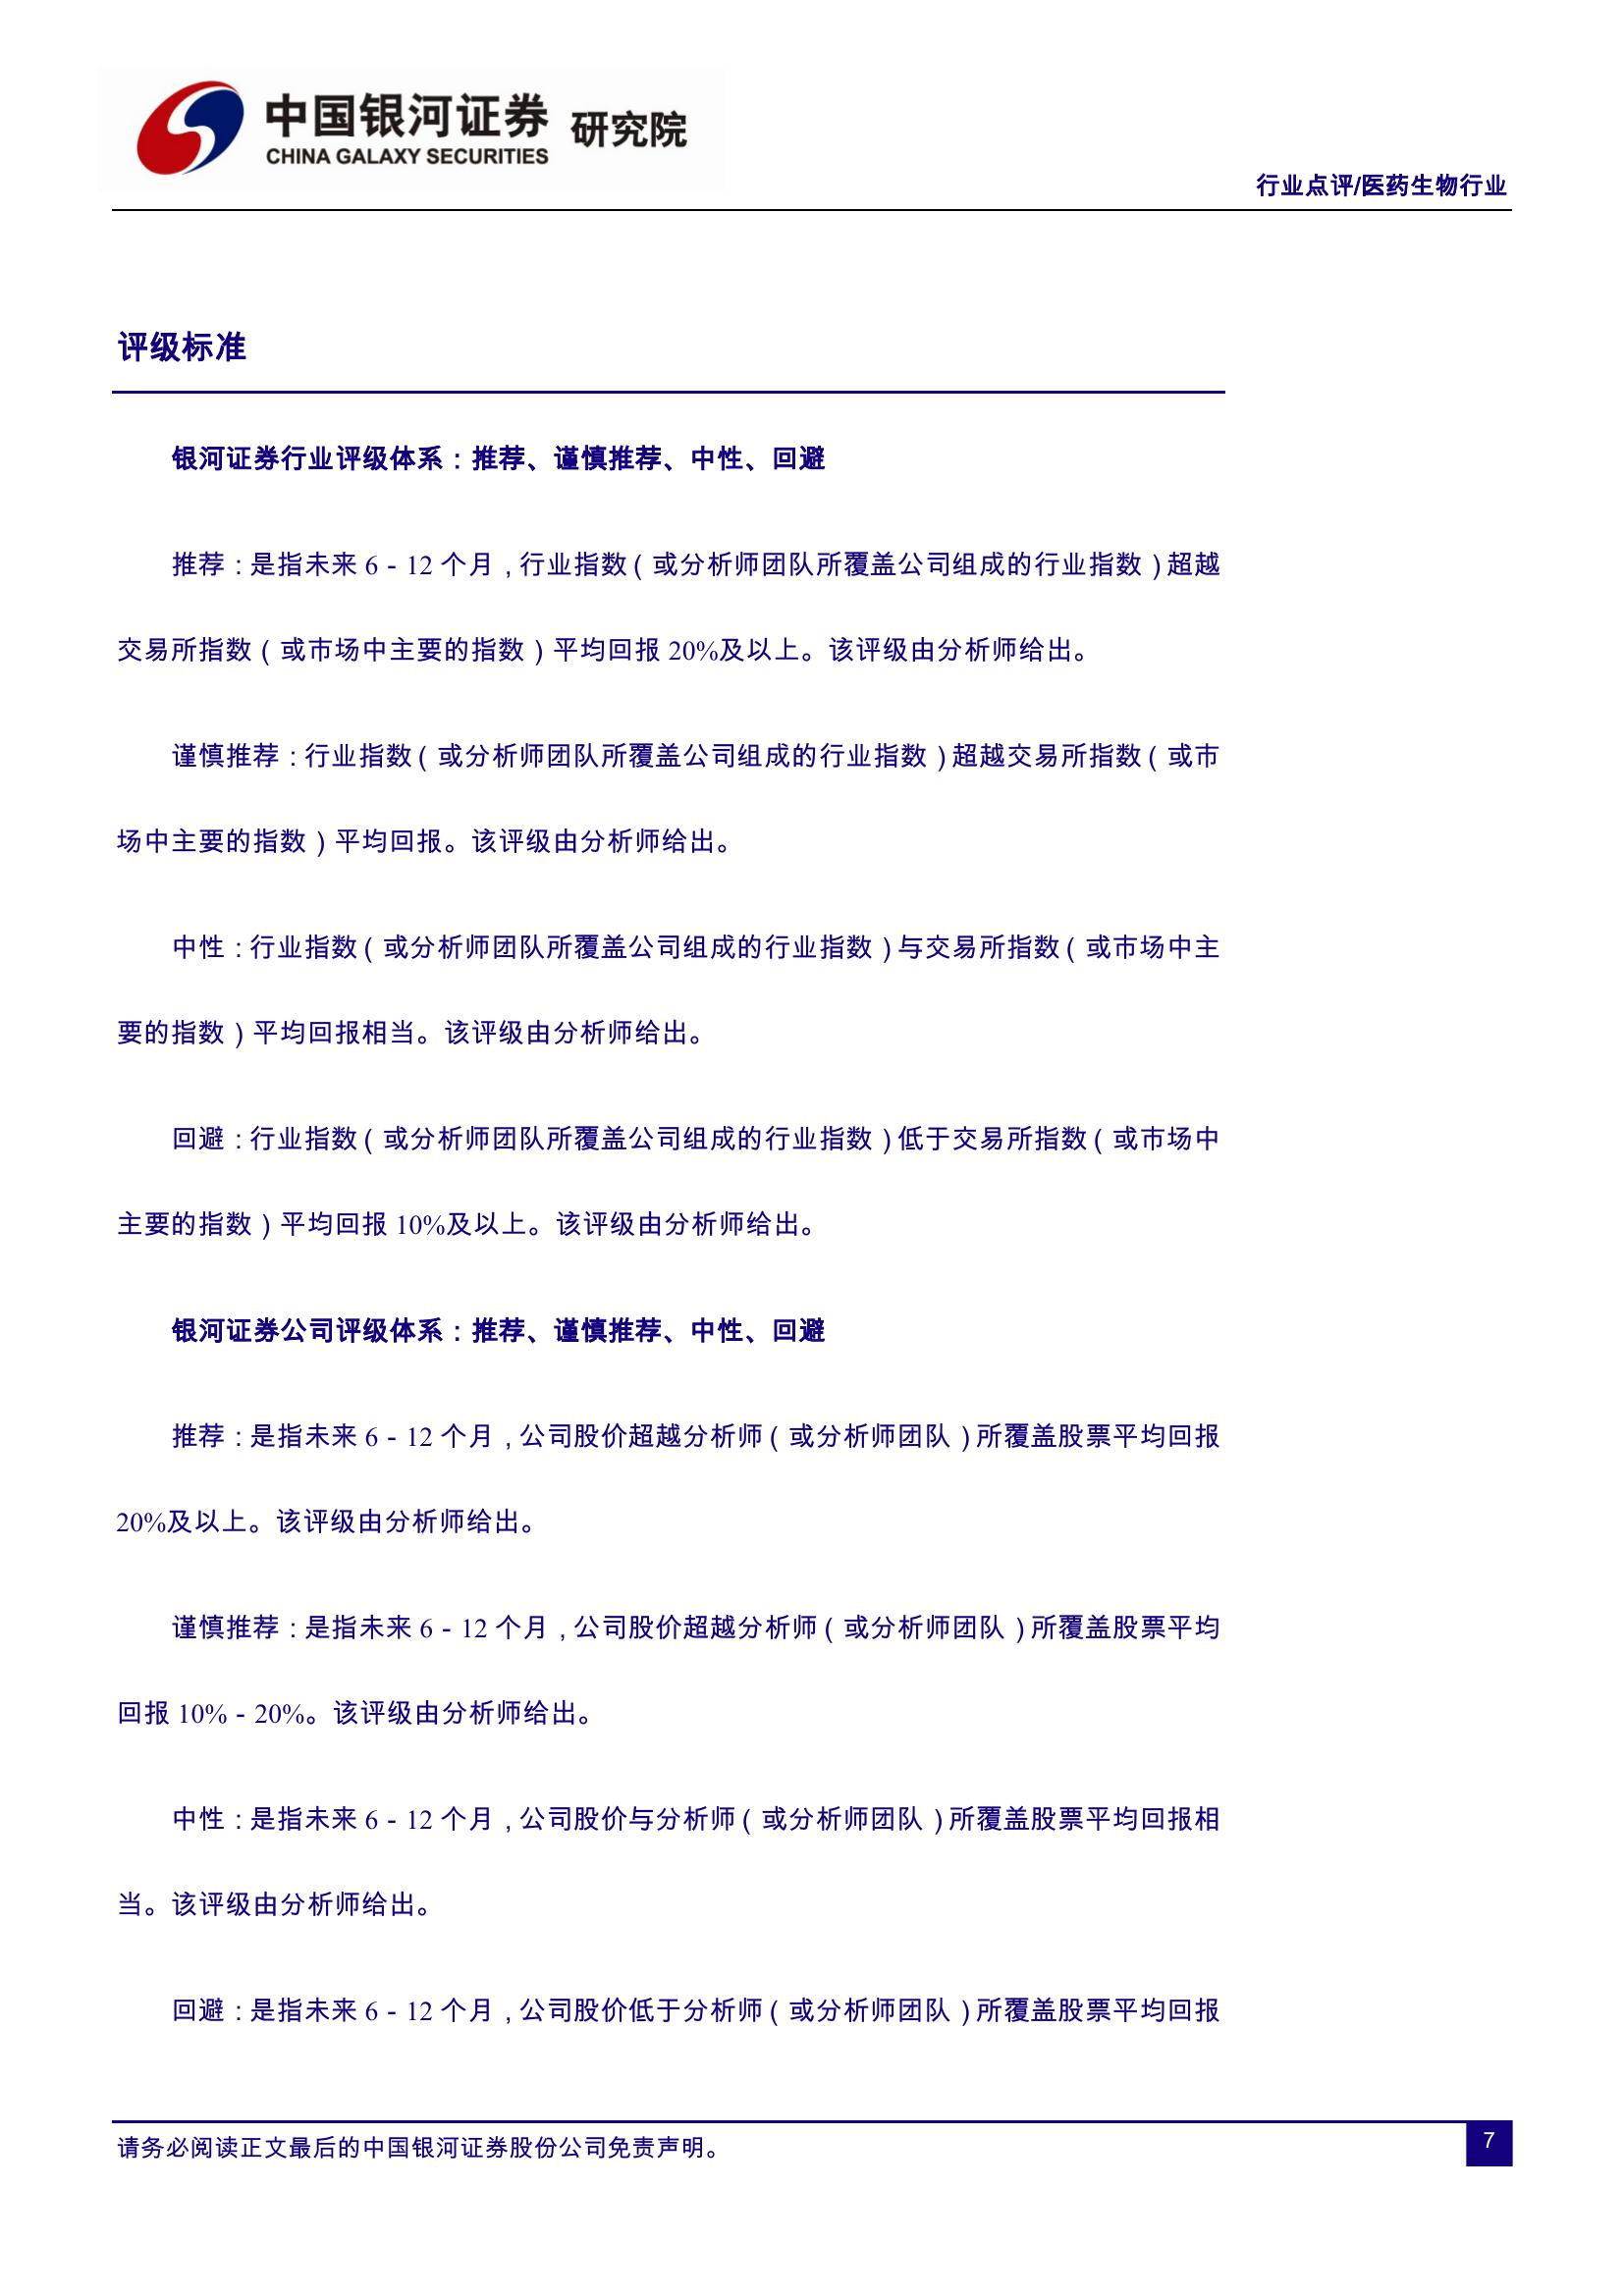 中国银河证券 研究院
CHINA GALAXY SECURITIES
行业点评/医药生物行业
评级标准
银河证券行业评级体系：推荐、谨慎推荐、中性、回避
推荐：是指未来 6－12 个月，行业指数（或分析师团队所覆盖公司组成的行业指数）超越
交易所指数（或市场中主要的指数）平均回报 20%及以上。该评级由分析师给出。
谨慎推荐：行业指数（或分析师团队所覆盖公司组成的行业指数）超越交易所指数（或市
场中主要的指数）平均回报。该评级由分析师给出。
中性：行业指数（或分析师团队所覆盖公司组成的行业指数）与交易所指数（或市场中主
要的指数）平均回报相当。该评级由分析师给出。
回避：行业指数（或分析师团队所覆盖公司组成的行业指数）低于交易所指数（或市场中
主要的指数）平均回报 10%及以上。该评级由分析师给出。
银河证券公司评级体系：推荐、谨慎推荐、中性、回避
推荐：是指未来 6－12 个月，公司股价超越分析师（或分析师团队）所覆盖股票平均回报
20%及以上。该评级由分析师给出。
谨慎推荐：是指未来 6－12 个月，公司股价超越分析师（或分析师团队）所覆盖股票平均
回报 10%－20%。该评级由分析师给出。
中性：是指未来 6－12 个月，公司股价与分析师（或分析师团队）所覆盖股票平均回报相
当。该评级由分析师给出。
回避：是指未来 6－12 个月，公司股价低于分析师（或分析师团队）所覆盖股票平均回报
请务必阅读正文最后的中国银河证券股份公司免责声明。
7